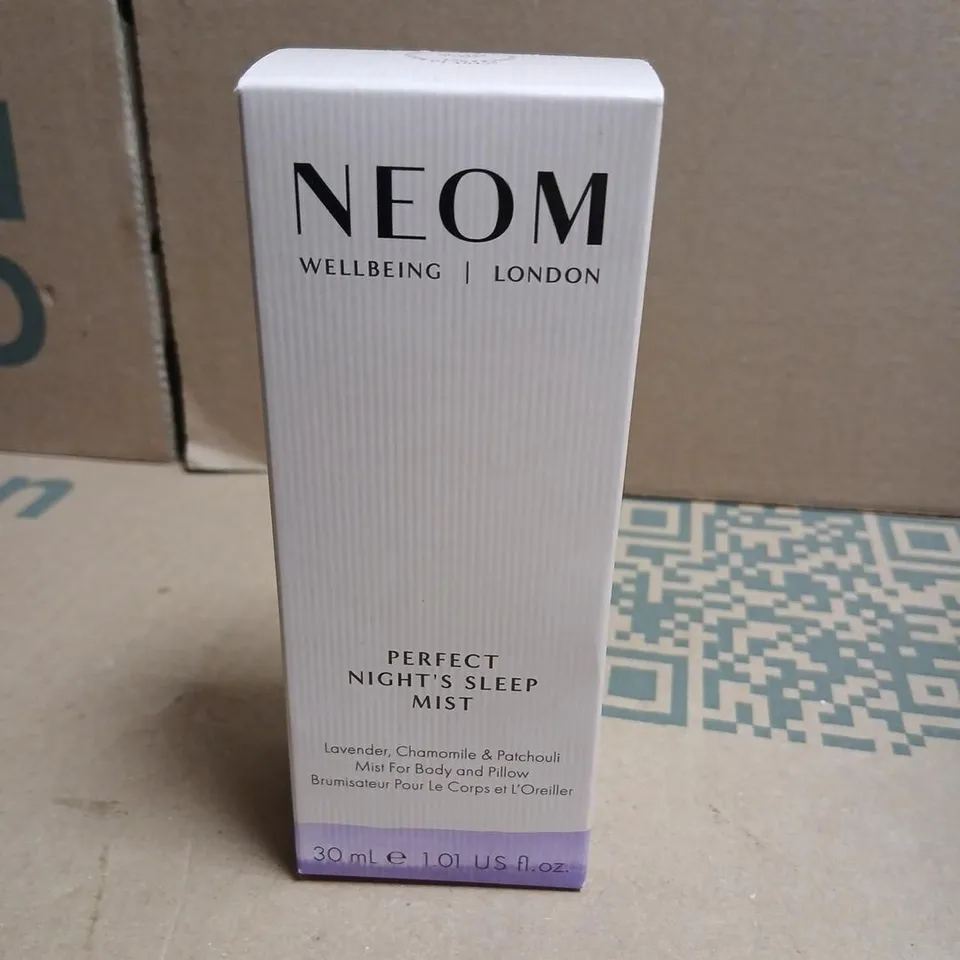 NEOM
WELLBEING | LONDON
PERFECT
NIGHT'S SLEEP
MIST
Lavender, Chamomile & Patchouli
Mist For Body and Pillow
Brumisateur Pour Le Corps et L'Oreiller
30 mL e 1.01 US fl.oz.